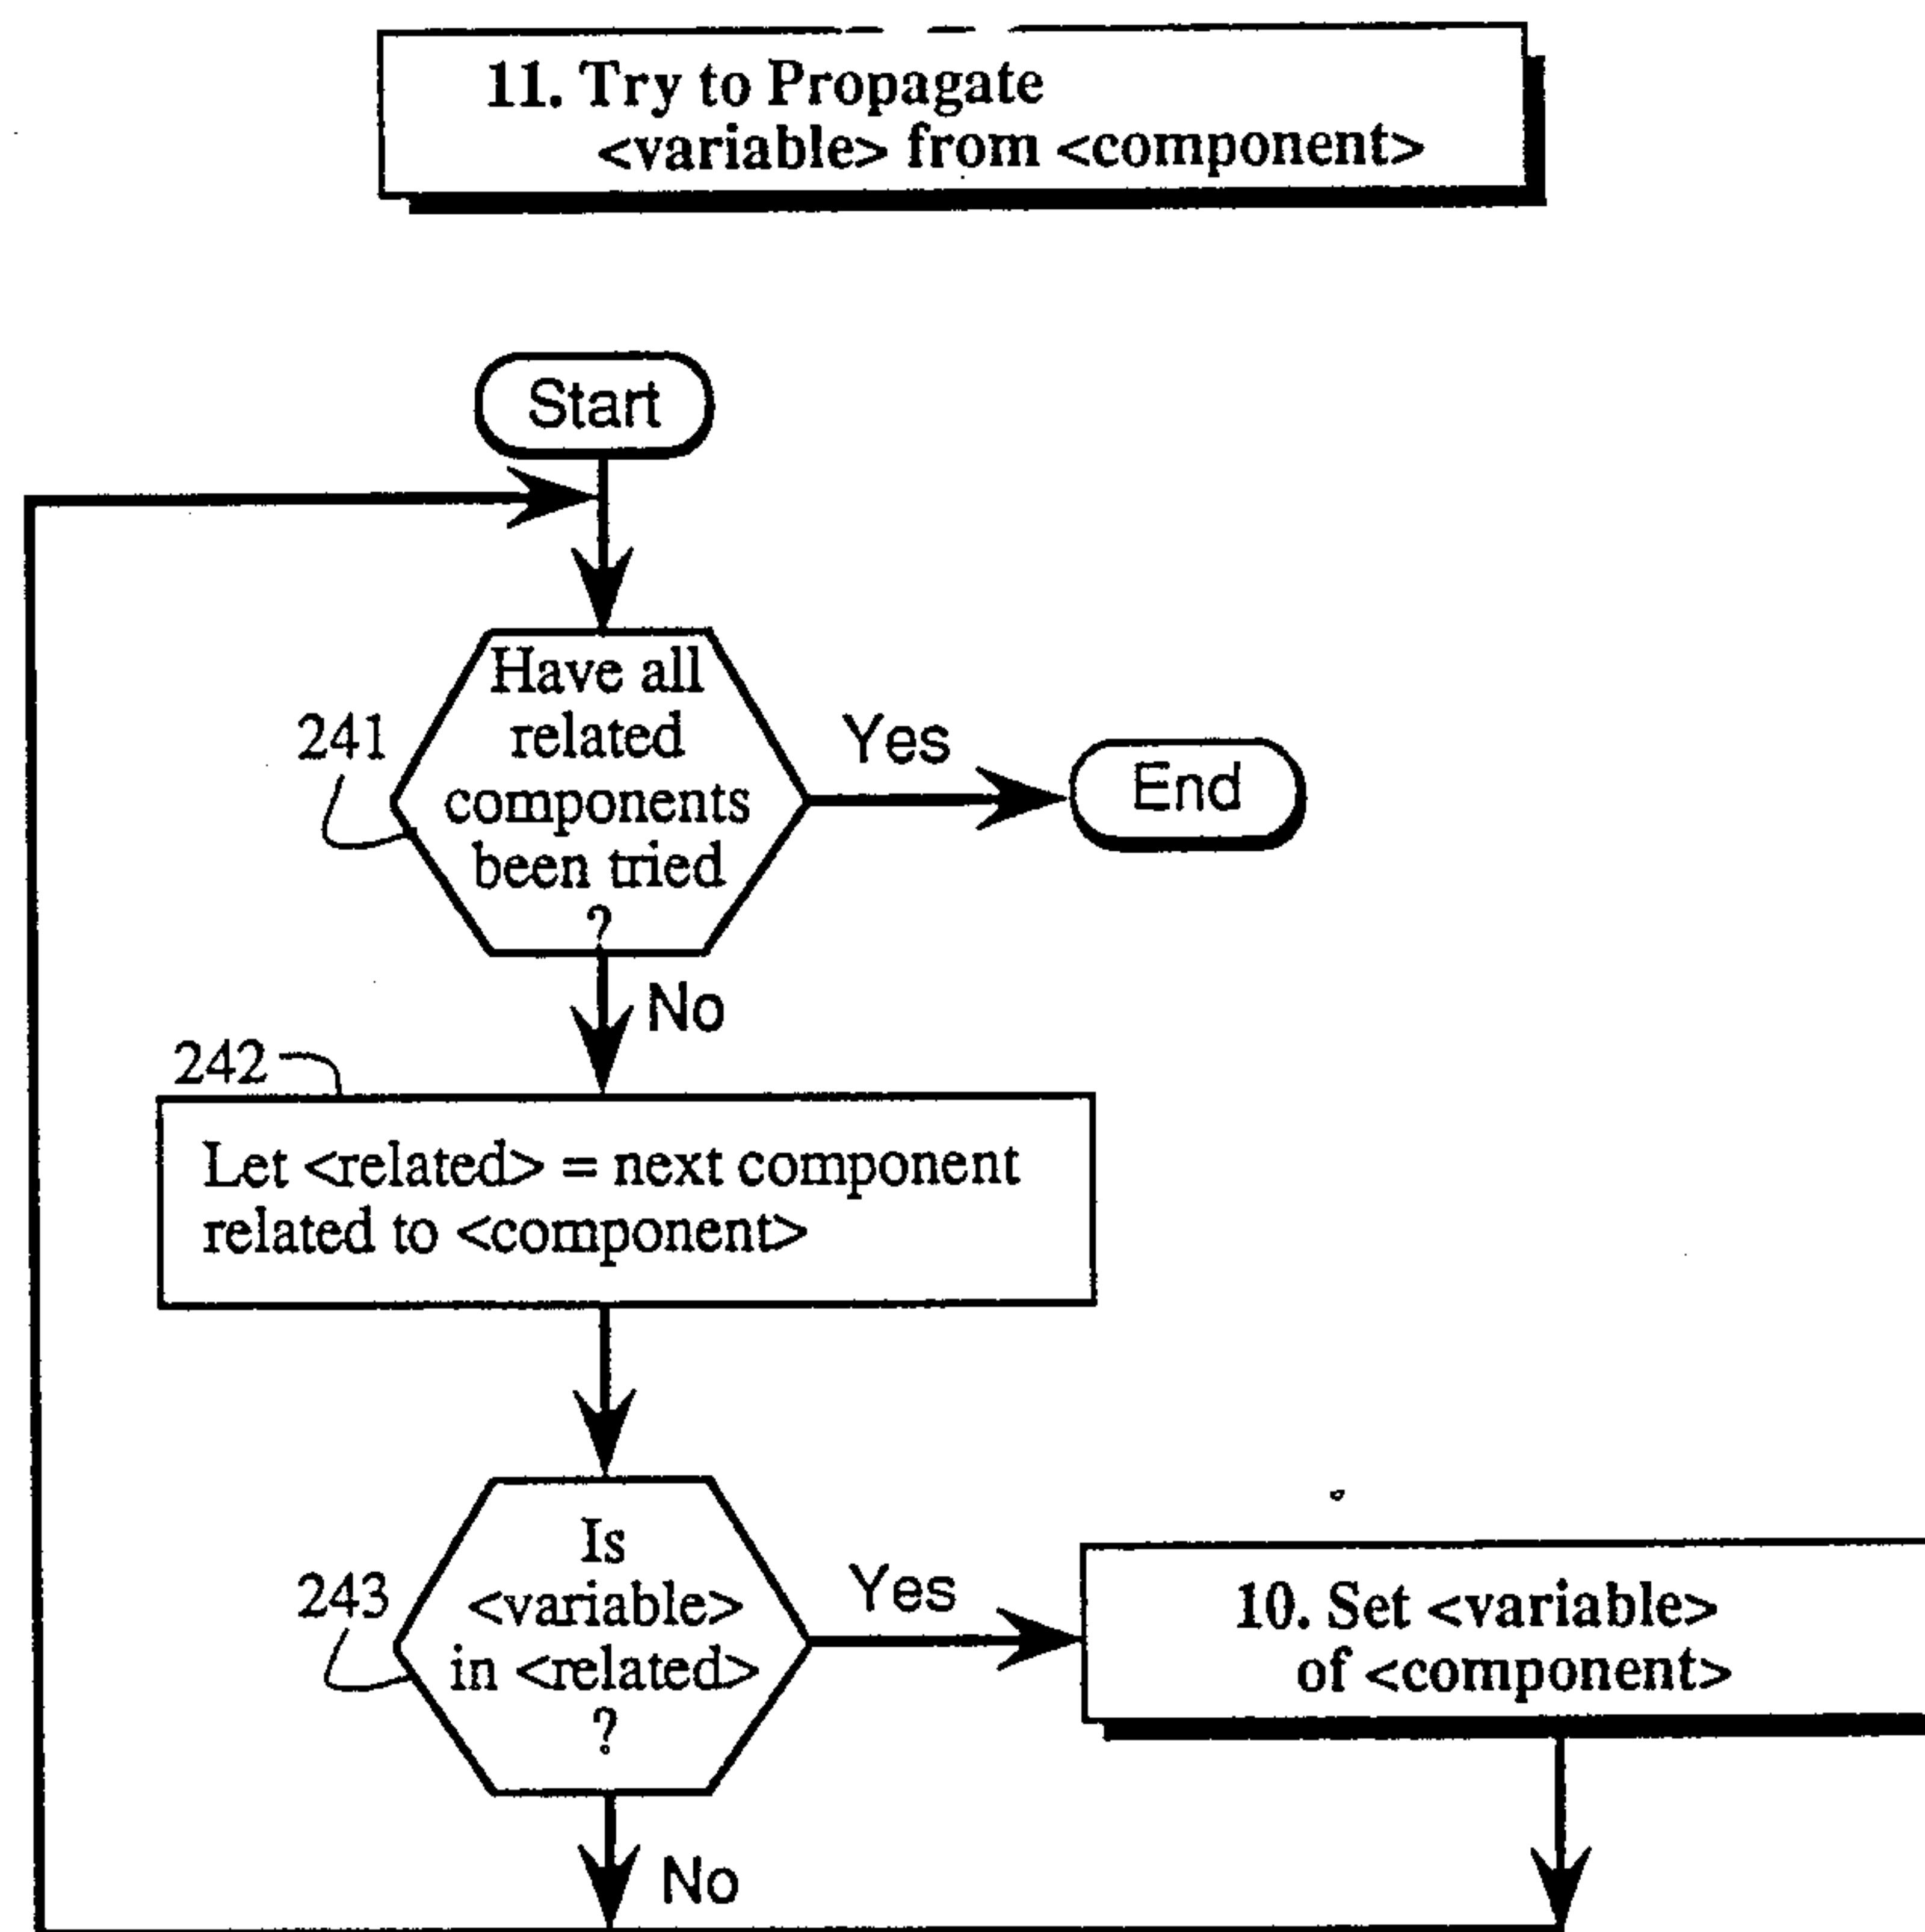 11. Try to Propagate
<variable> from <component>
Start
Have all
related
components
been tried
?
241
Yes
End
No
242
Let <related> = next component
related to <component>
Is
<variable>
in <related>
?
243
Yes
10. Set <variable>
of <component>
No